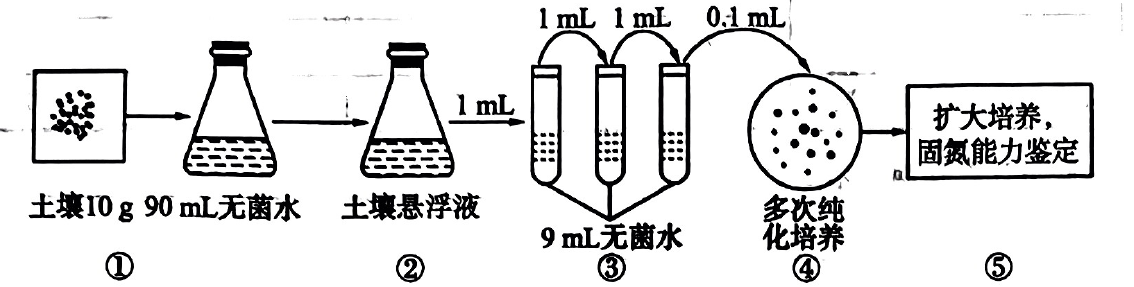 1 mL 1 mL 0.1 mL
1 mL
扩大培养,
固氮能力鉴定
土壤10 g 90 mL无菌水
土壤悬浮液
9 mL无菌水
多次纯
化培养
① ② ③ ④ ⑤